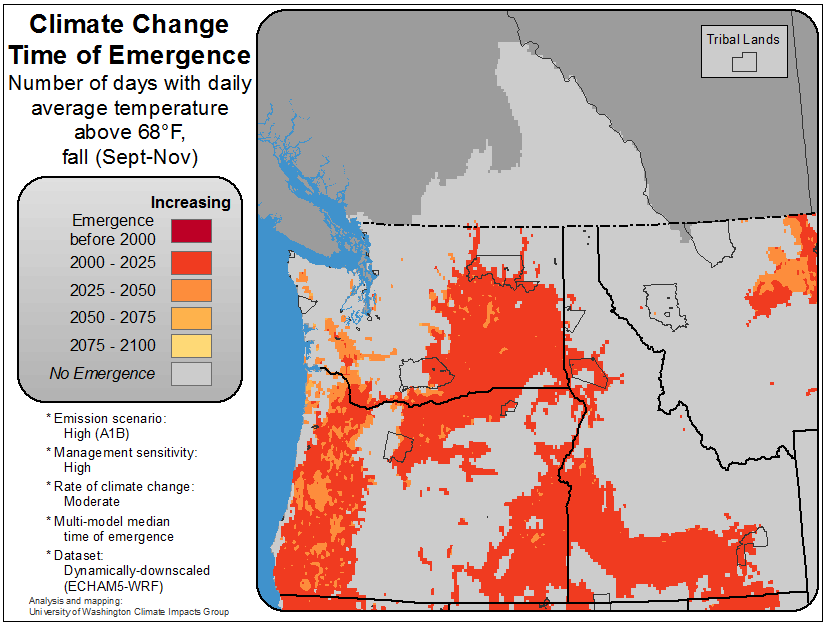 Climate Change
Time of Emergence
Number of days with daily
average temperature
above 68°F,
fall (Sept-Nov)
Increasing
Emergence
before 2000
2000 - 2025
2025 - 2050
2050 - 2075
2075 - 2100
No Emergence
* Emission scenario:
High (A1B)
* Management sensitivity:
High
* Rate of climate change:
Moderate
* Multi-model median
time of emergence
* Dataset:
Dynamically-downscaled
(ECHAM5-WRF)
Analysis and mapping:
University of Washington Climate Impacts Group
Tribal Lands